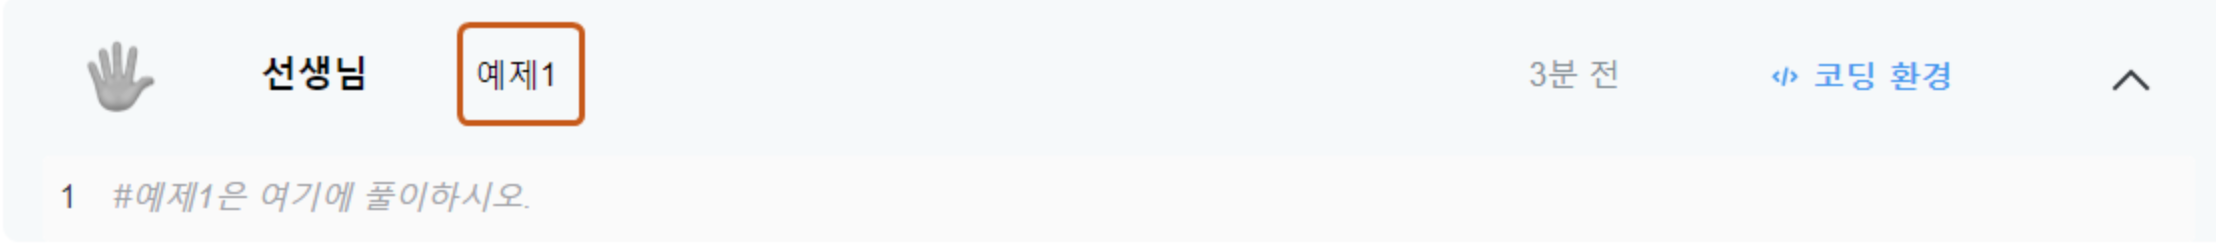 선생님 예제1 3분 전 </> 코딩 환경
1 #예제1은 여기에 풀이하시오.